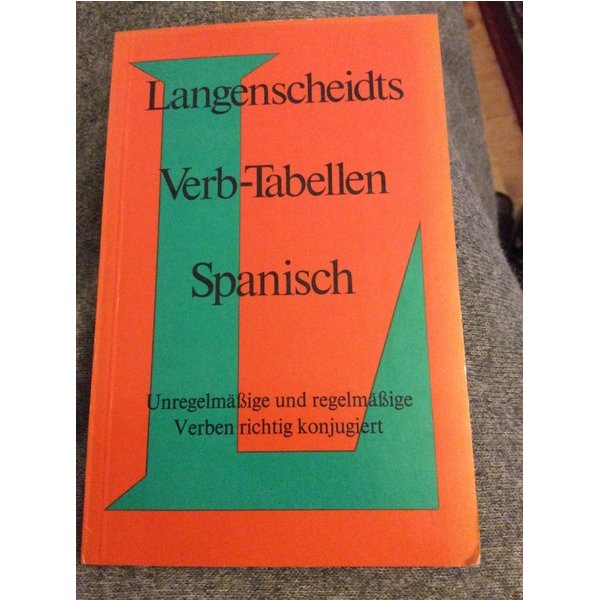 Langenscheidts
Verb-Tabellen
Spanisch
Unregelmäßige und regelmäßige
Verben richtig konjugiert